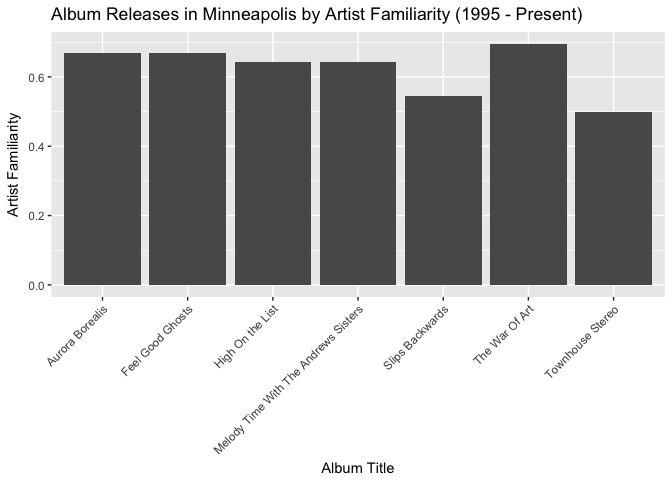 Album Releases in Minneapolis by Artist Familiarity (1995 - Present)
Artist Familiarity
0.6
0.4
0.2
0.0
Aurora Borealis
Feel Good Ghosts
High On the List
Melody Time With The Andrews Sisters
Slips Backwards
The War Of Art
Townhouse Stereo
Album Title